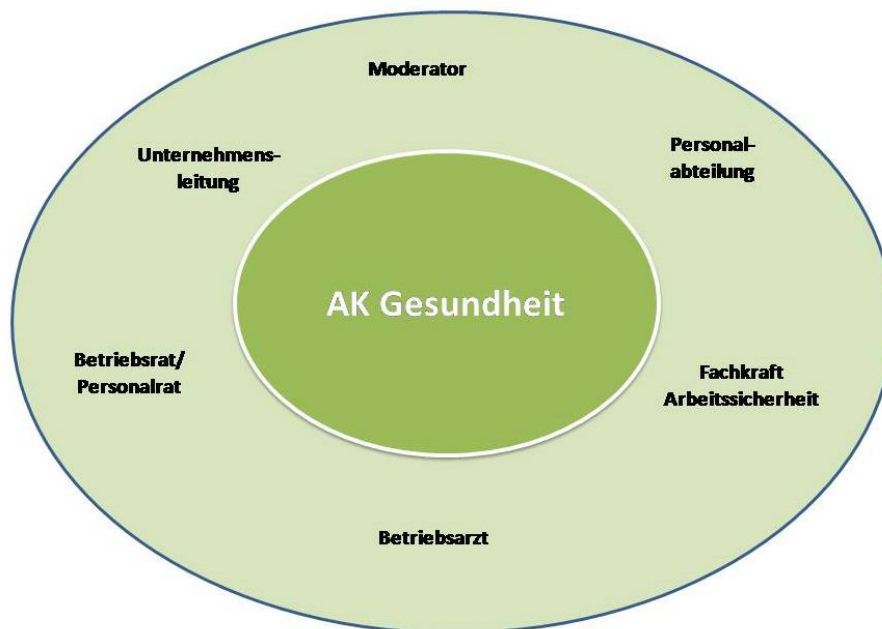 Moderator
Unternehmens-
leitung
Personal-
abteilung
AK Gesundheit
Betriebsrat/
Personalrat
Fachkraft
Arbeitssicherheit
Betriebsarzt